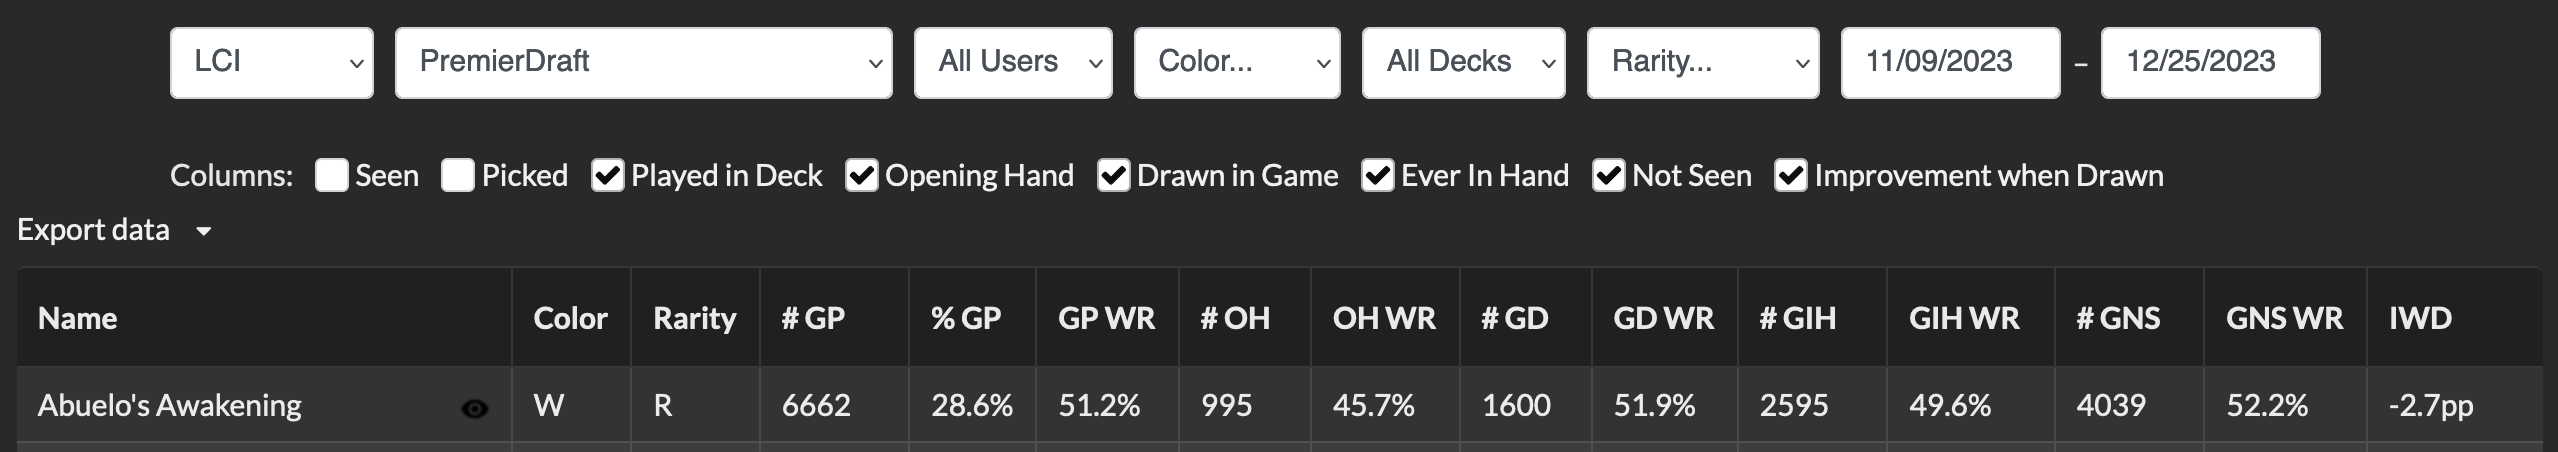 LCI PremierDraft All Users Color... All Decks Rarity... 11/09/2023 – 12/25/2023
Columns: Seen Picked Played in Deck Opening Hand Drawn in Game Ever In Hand Not Seen Improvement when Drawn
Export data
Name Color Rarity # GP % GP GP WR # OH OH WR # GD GD WR # GIH GIH WR # GNS GNS WR IWD
Abuelo's Awakening W R 6662 28.6% 51.2% 995 45.7% 1600 51.9% 2595 49.6% 4039 52.2% -2.7pp